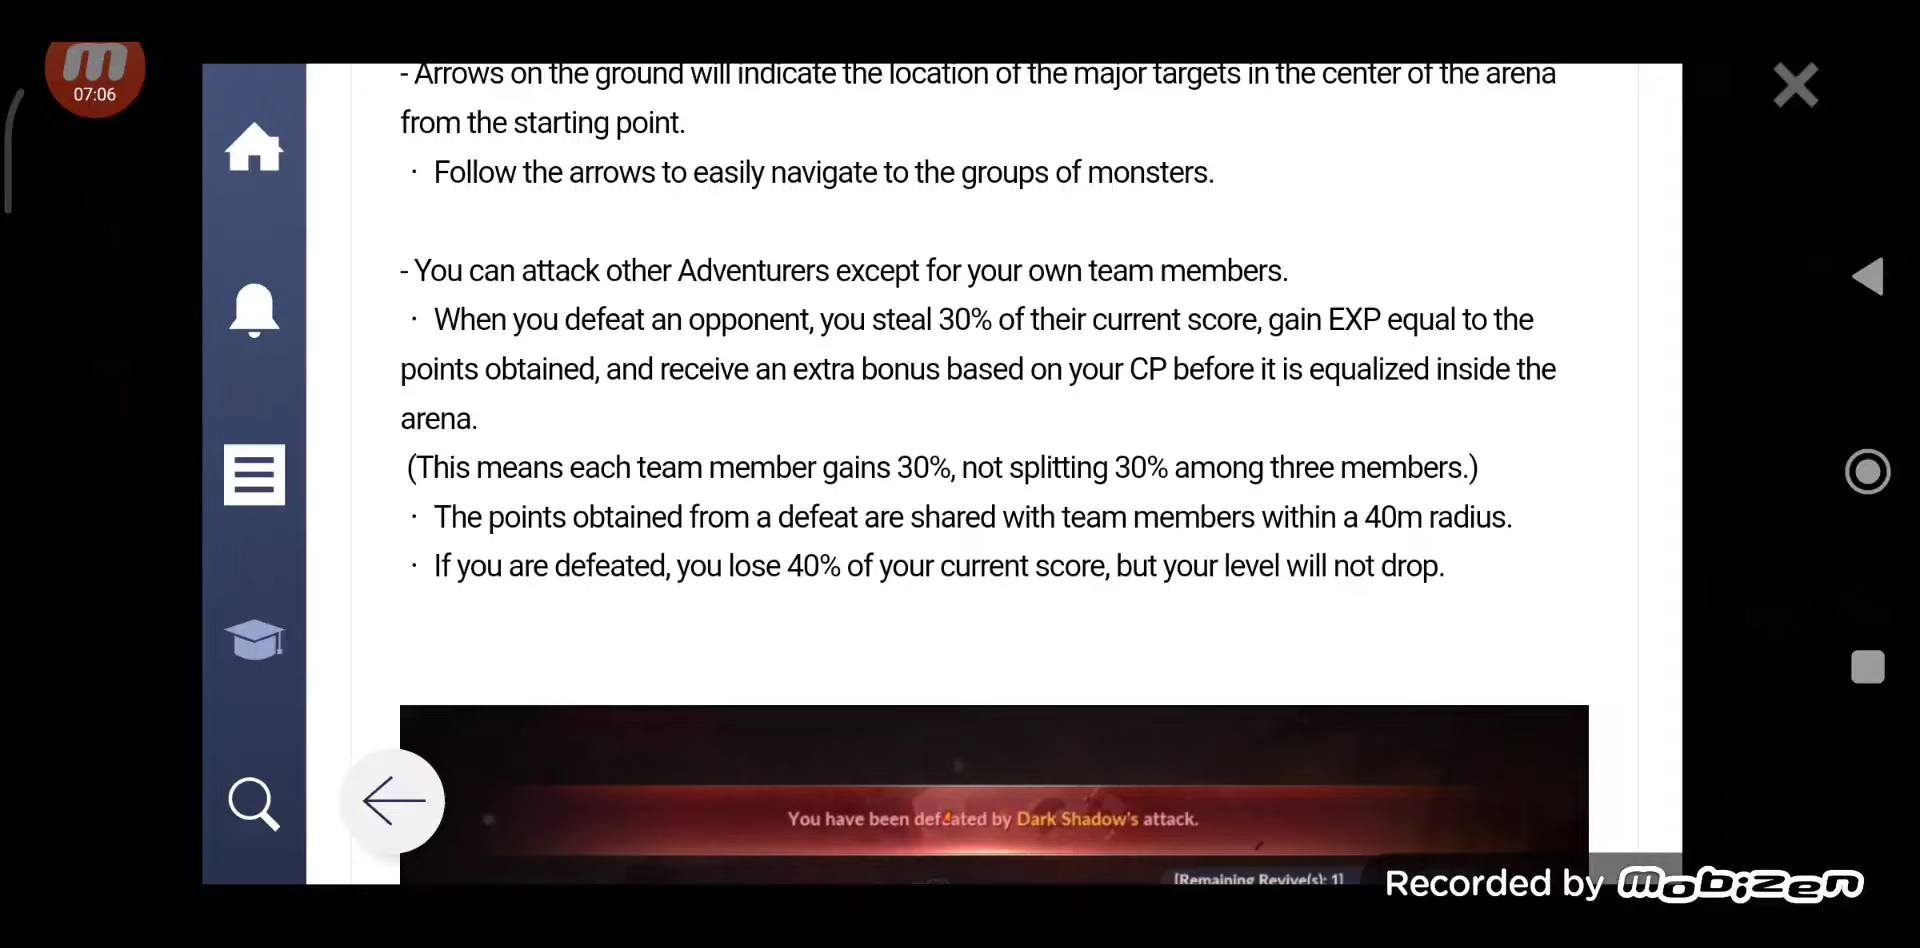 07:06
- Arrows on the ground will indicate the location of the major targets in the center of the arena
from the starting point.
· Follow the arrows to easily navigate to the groups of monsters.
- You can attack other Adventurers except for your own team members.
· When you defeat an opponent, you steal 30% of their current score, gain EXP equal to the
points obtained, and receive an extra bonus based on your CP before it is equalized inside the
arena.
(This means each team member gains 30%, not splitting 30% among three members.)
· The points obtained from a defeat are shared with team members within a 40m radius.
· If you are defeated, you lose 40% of your current score, but your level will not drop.
You have been defeated by Dark Shadow's attack.
[Remaining Revive(s): 1]
Recorded by mobizen